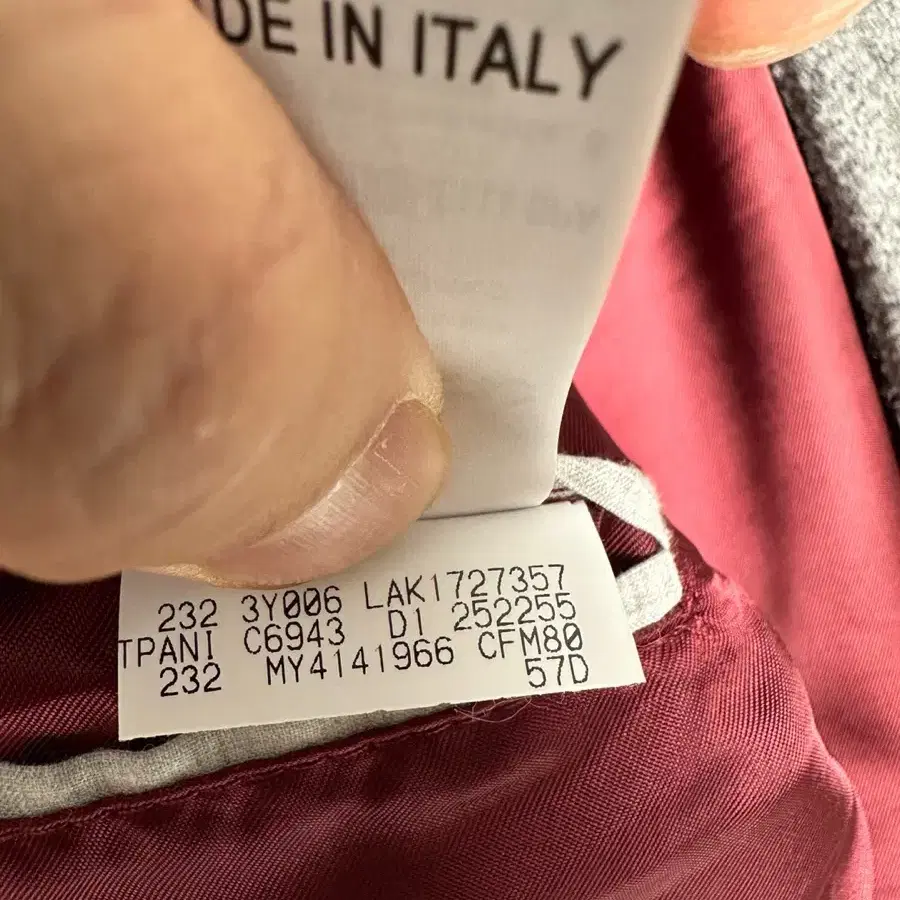 DE IN ITALY
232 3Y006 LAK1727357
TPANI C6943 D1 252255
232 MY4141966 CFM80
57D